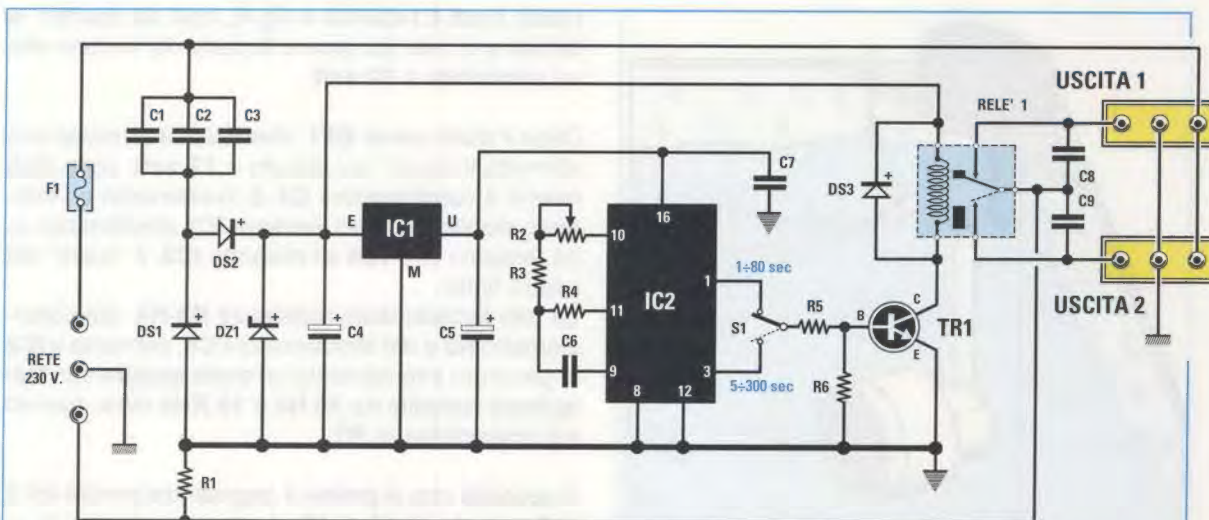 USCITA 1
RELE' 1
C1
C2
C3
F1
C7
DS3
C8
C9
E
IC1
U
M
16
R2
10
DS2
R3
R4
11
IC2
1
1÷80 sec
S1
R5
B
C
TR1
E
USCITA 2
DS1
DZ1
C4
C5
C6
9
3
5÷300 sec
R6
8
12
RETE
230 V.
R1